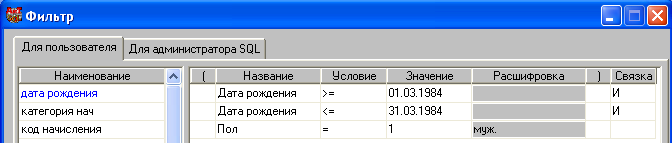 Фильтр
Для пользователя Для администратора SQL
Наименование ( Название Условие Значение Расшифровка ) Связка
дата рождения Дата рождения >= 01.03.1984 И
категория нач Дата рождения <= 31.03.1984 И
код начисления Пол = 1 муж.